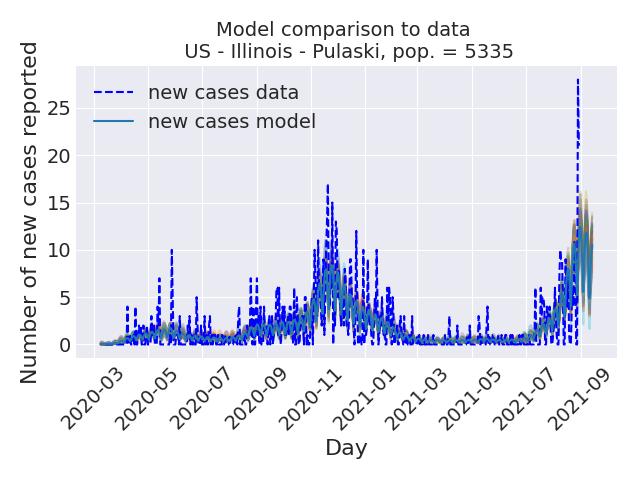 Model comparison to data
US - Illinois - Pulaski, pop. = 5335
Number of new cases reported
new cases data
new cases model
25
20
15
10
5
0
2020-03
2020-05
2020-07
2020-09
2020-11
2021-01
2021-03
2021-05
2021-07
2021-09
Day